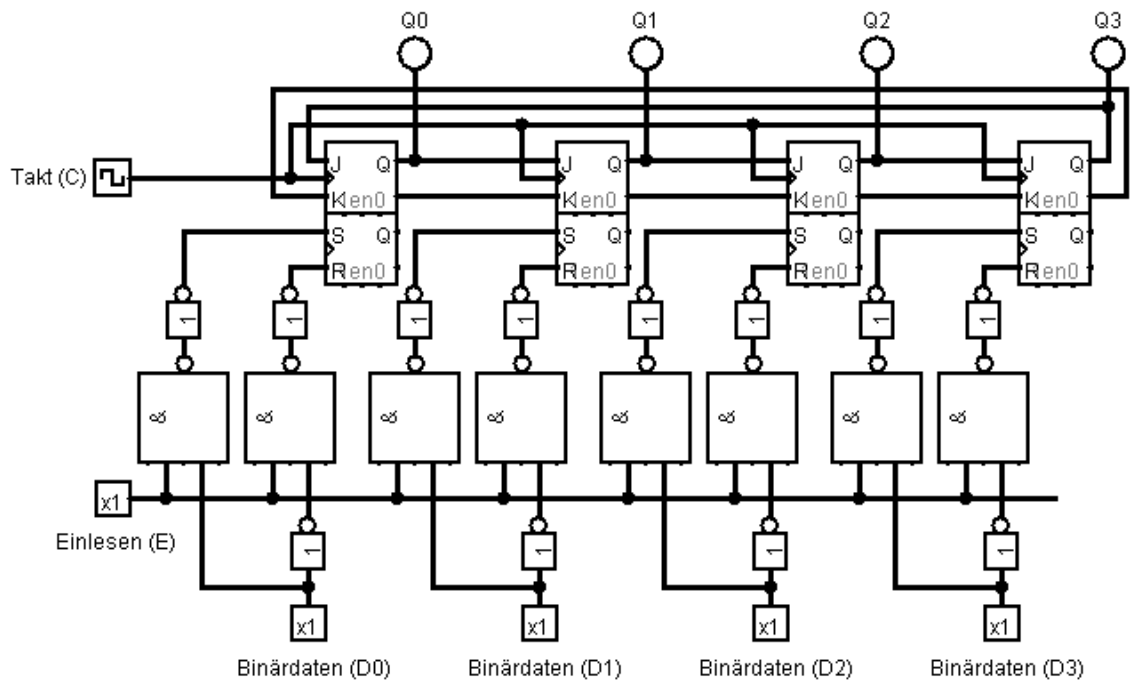 Q0 Q1 Q2 Q3
J Q J Q J Q J Q
Takt (C)
K en0 K en0 K en0 K en0
S Q S Q S Q S Q
R en0 R en0 R en0 R en0
1 1 1 1 1 1 1 1
& & & & & & & &
x1
Einlesen (E)
1 1 1 1
x1 x1 x1 x1
Binärdaten (D0) Binärdaten (D1) Binärdaten (D2) Binärdaten (D3)